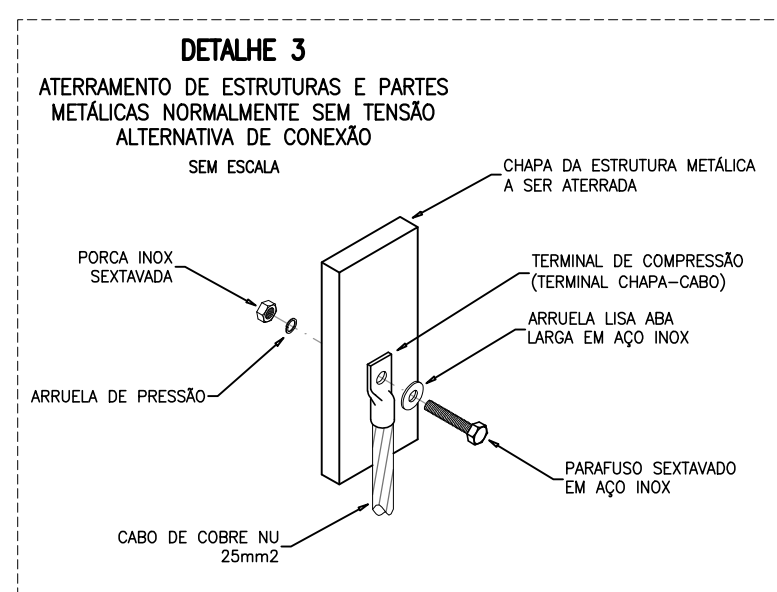 DETALHE 3
ATERRAMENTO DE ESTRUTURAS E PARTES
METÁLICAS NORMALMENTE SEM TENSÃO
ALTERNATIVA DE CONEXÃO
SEM ESCALA
CHAPA DA ESTRUTURA METÁLICA
A SER ATERRADA
PORCA INOX
SEXTAVADA
TERMINAL DE COMPRESSÃO
(TERMINAL CHAPA-CABO)
ARRUELA LISA ABA
LARGA EM AÇO INOX
ARRUELA DE PRESSÃO
PARAFUSO SEXTAVADO
EM AÇO INOX
CABO DE COBRE NU
25mm2